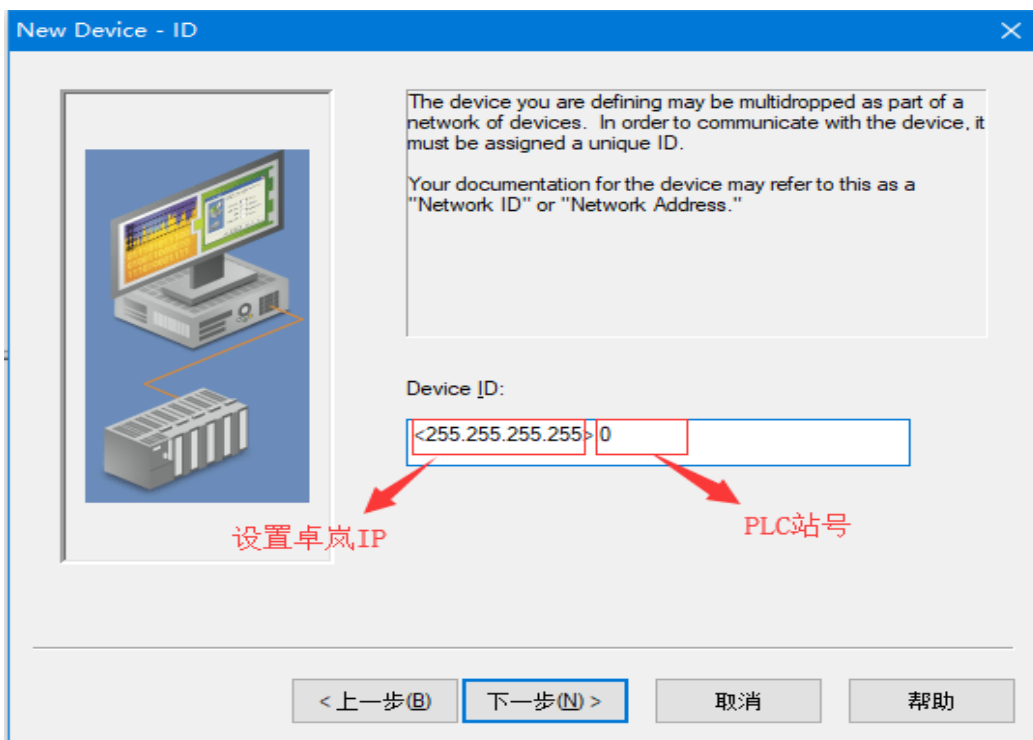 New Device - ID
The device you are defining may be multidropped as part of a
network of devices. In order to communicate with the device, it
must be assigned a unique ID.
Your documentation for the device may refer to this as a
"Network ID" or "Network Address."
Device ID:
<255.255.255.255>.0
设置卓岚IP
PLC站号
<上一步(B)
下一步(N)>
取消
帮助